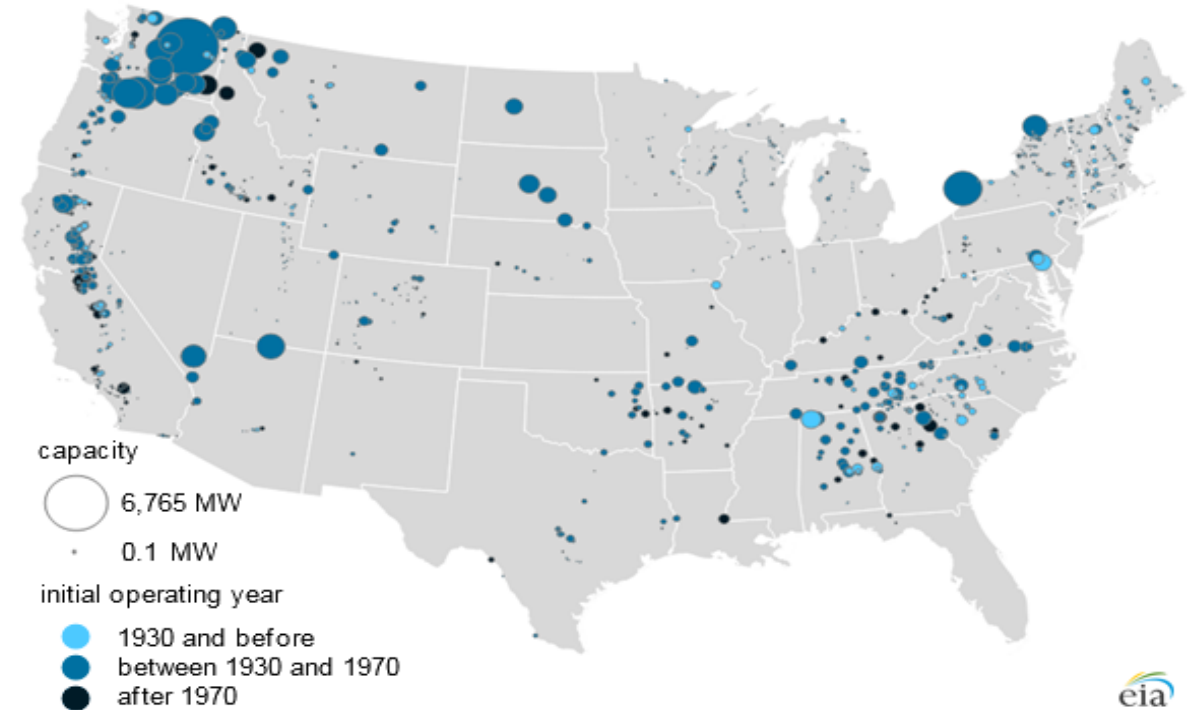 capacity
6,765 MW
0.1 MW
initial operating year
1930 and before
between 1930 and 1970
after 1970
eia